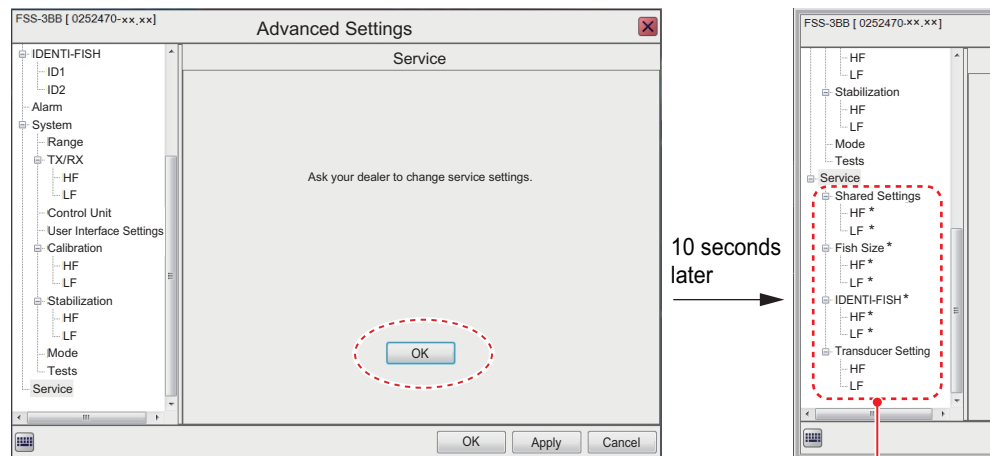 FSS-3BB [ 0252470-xx.xx]
Advanced Settings
IDENTI-FISH
ID1
ID2
Alarm
System
Range
TX/RX
HF
LF
Control Unit
User Interface Settings
Calibration
HF
LF
Stabilization
HF
LF
Mode
Tests
Service
Service
Ask your dealer to change service settings.
OK
OK Apply Cancel
10 seconds
later
FSS-3BB [ 0252470-xx.xx]
HF
LF
Stabilization
HF
LF
Mode
Tests
Service
Shared Settings
HF *
LF *
Fish Size *
HF *
LF *
IDENTI-FISH *
HF *
LF *
Transducer Setting
HF
LF